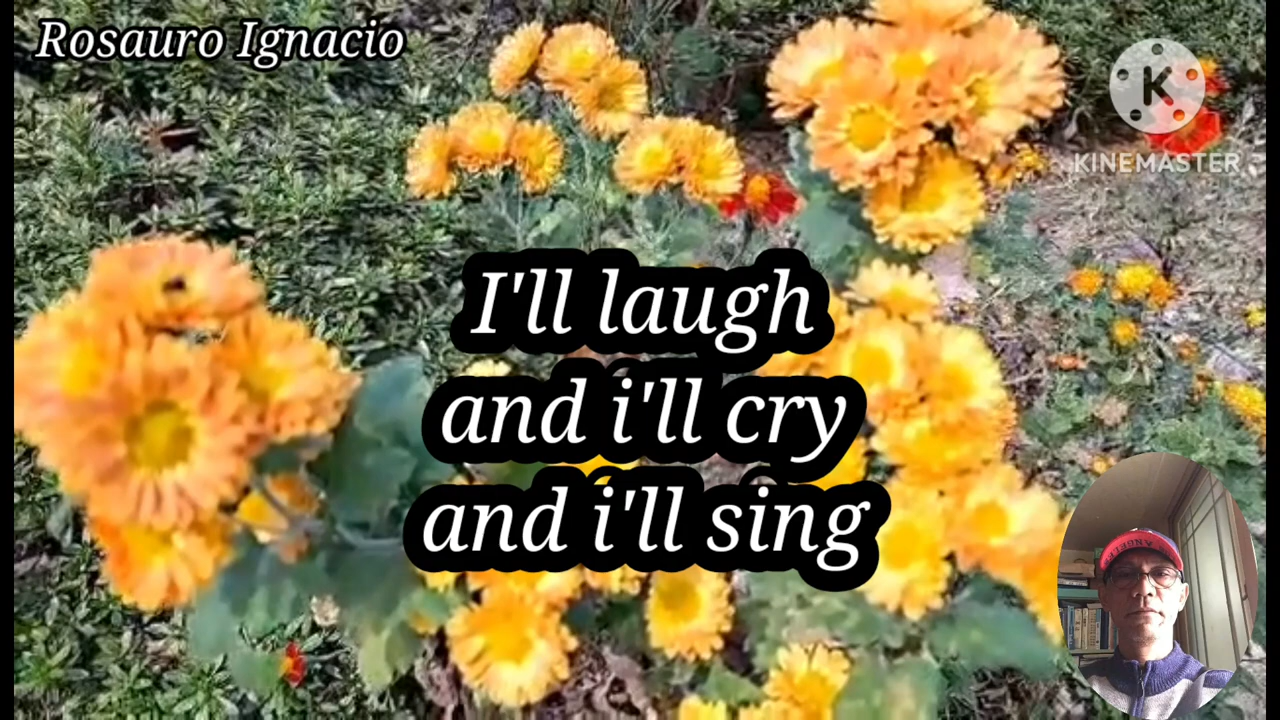 Rosauro Ignacio
K
KINEMASTER
I'll laugh
and i'll cry
and i'll sing